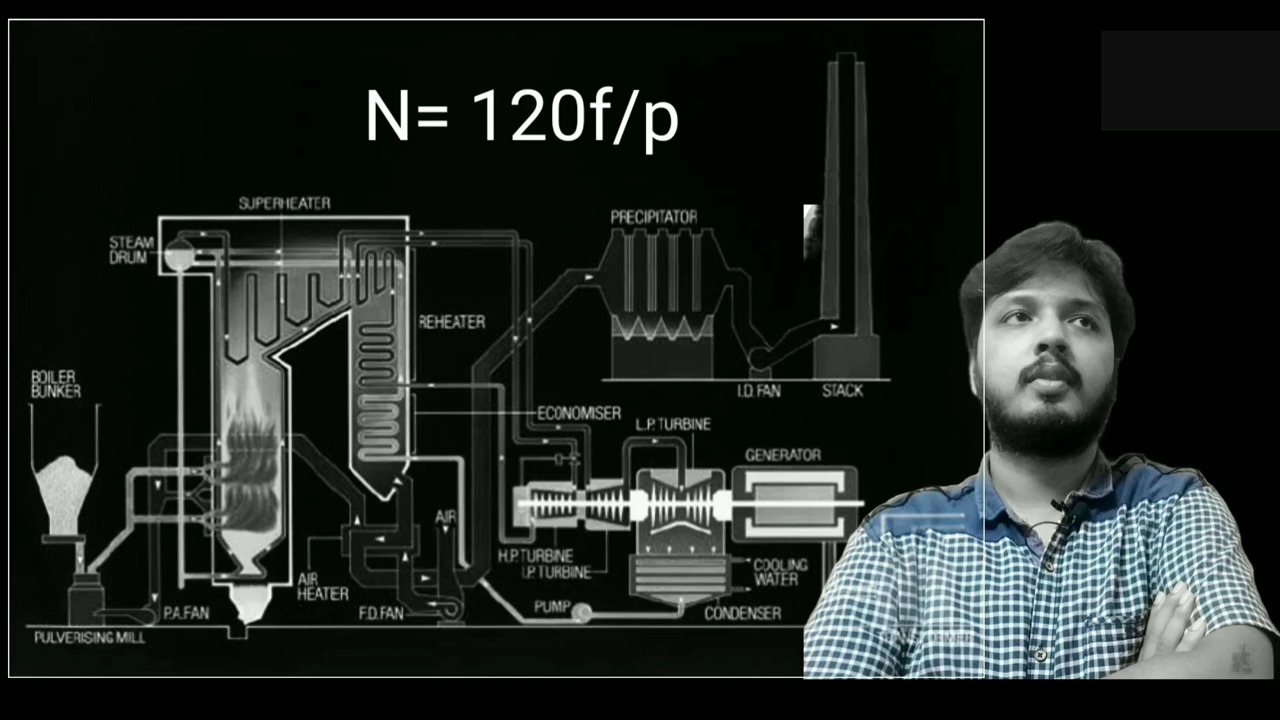 N= 120f/p
SUPERHEATER
PRECIPITATOR
STEAM
DRUM
REHEATER
BOILER
BUNKER
I.D. FAN
STACK
ECONOMISER
L.P. TURBINE
GENERATOR
AIR
H.P. TURBINE
I.P. TURBINE
COOLING
WATER
AIR
HEATER
P.A. FAN
F.D. FAN
PUMP
CONDENSER
PULVERISING MILL